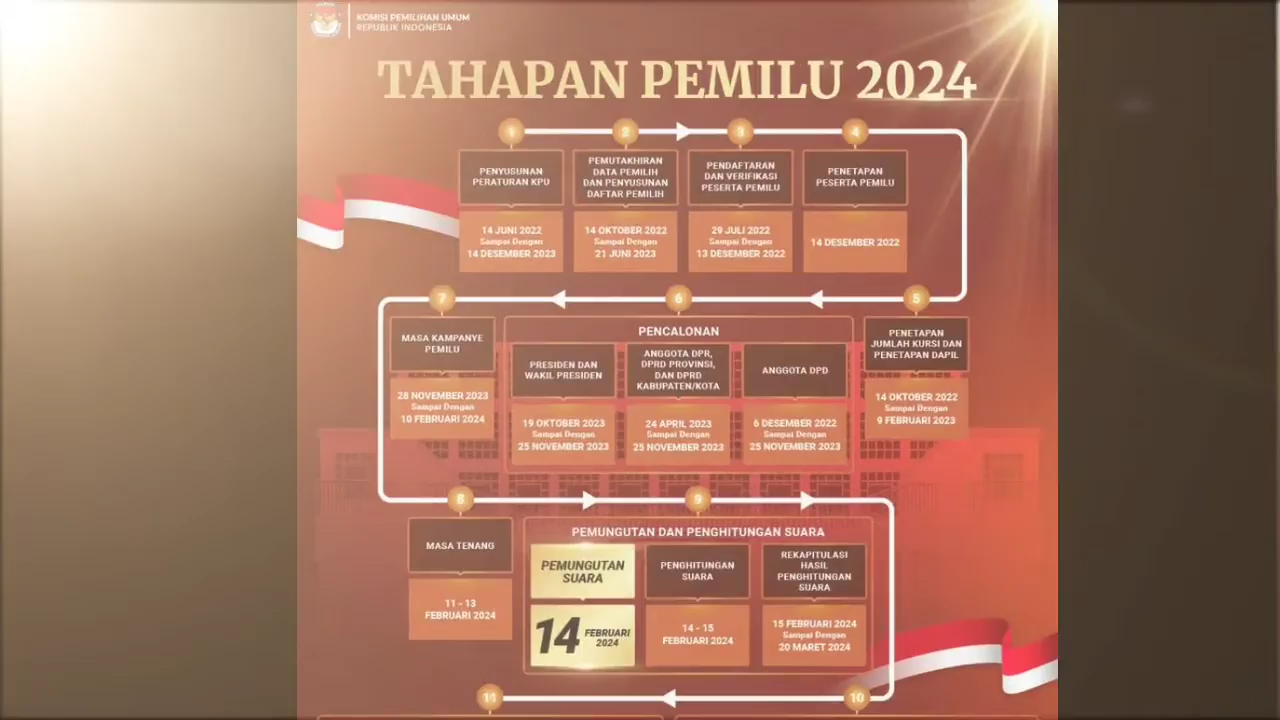 KOMISI PEMILIHAN UMUM
REPUBLIK INDONESIA
TAHAPAN PEMILU 2024
1
PENYUSUNAN
PERATURAN KPU
14 JUNI 2022
Sampai Dengan
14 DESEMBER 2023
2
PEMUTAKHIRAN
DATA PEMILIH
DAN PENYUSUNAN
DAFTAR PEMILIH
14 OKTOBER 2022
Sampai Dengan
21 JUNI 2023
3
PENDAFTARAN
DAN VERIFIKASI
PESERTA PEMILU
29 JULI 2022
Sampai Dengan
13 DESEMBER 2022
4
PENETAPAN
PESERTA PEMILU
14 DESEMBER 2022
5
PENETAPAN
JUMLAH KURSI DAN
PENETAPAN DAPIL
14 OKTOBER 2022
Sampai Dengan
9 FEBRUARI 2023
6
PENCALONAN
PRESIDEN DAN
WAKIL PRESIDEN
19 OKTOBER 2023
Sampai Dengan
25 NOVEMBER 2023
ANGGOTA DPR,
DPRD PROVINSI,
DAN DPRD
KABUPATEN/KOTA
24 APRIL 2023
Sampai Dengan
25 NOVEMBER 2023
ANGGOTA DPD
6 DESEMBER 2022
Sampai Dengan
25 NOVEMBER 2023
7
MASA KAMPANYE
PEMILU
28 NOVEMBER 2023
Sampai Dengan
10 FEBRUARI 2024
8
MASA TENANG
11 - 13
FEBRUARI 2024
9
PEMUNGUTAN DAN PENGHITUNGAN SUARA
PEMUNGUTAN
SUARA
14 FEBRUARI
2024
PENGHITUNGAN
SUARA
14 - 15
FEBRUARI 2024
REKAPITULASI
HASIL
PENGHITUNGAN
SUARA
15 FEBRUARI 2024
Sampai Dengan
20 MARET 2024
10
11